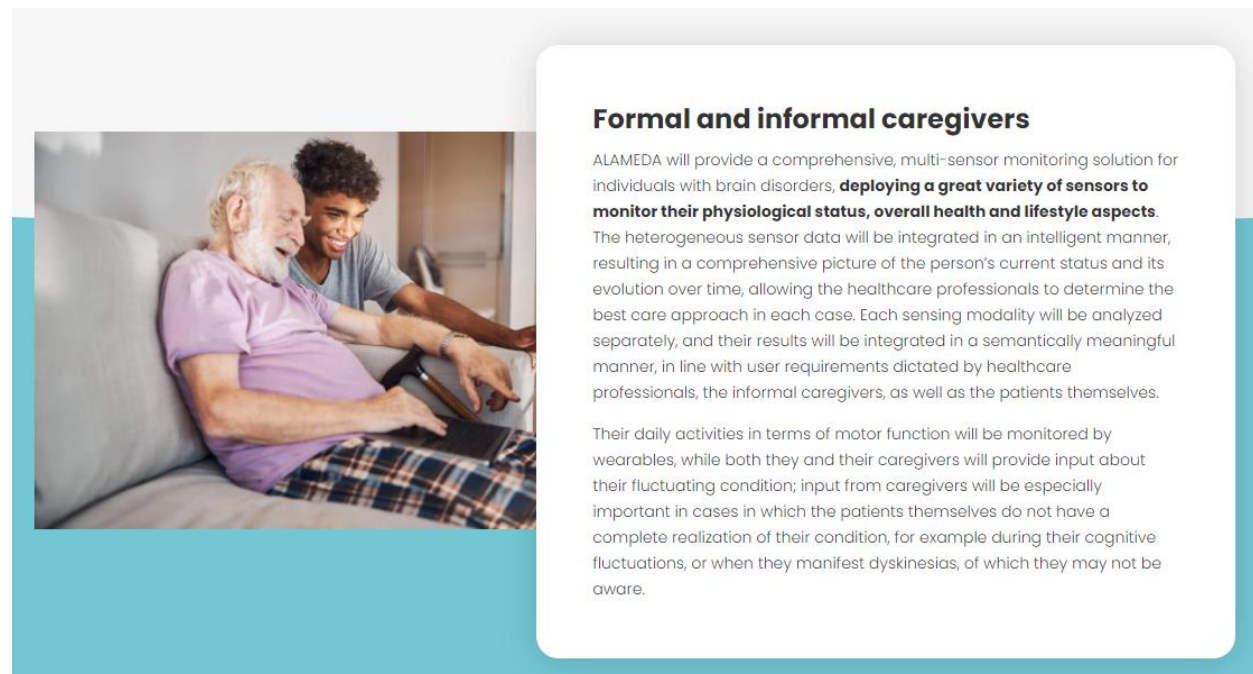 Formal and informal caregivers
ALAMEDA will provide a comprehensive, multi-sensor monitoring solution for
individuals with brain disorders, deploying a great variety of sensors to
monitor their physiological status, overall health and lifestyle aspects.
The heterogeneous sensor data will be integrated in an intelligent manner,
resulting in a comprehensive picture of the person's current status and its
evolution over time, allowing the healthcare professionals to determine the
best care approach in each case. Each sensing modality will be analyzed
separately, and their results will be integrated in a semantically meaningful
manner, in line with user requirements dictated by healthcare
professionals, the informal caregivers, as well as the patients themselves.
Their daily activities in terms of motor function will be monitored by
wearables, while both they and their caregivers will provide input about
their fluctuating condition; input from caregivers will be especially
important in cases in which the patients themselves do not have a
complete realization of their condition, for example during their cognitive
fluctuations, or when they manifest dyskinesias, of which they may not be
aware.